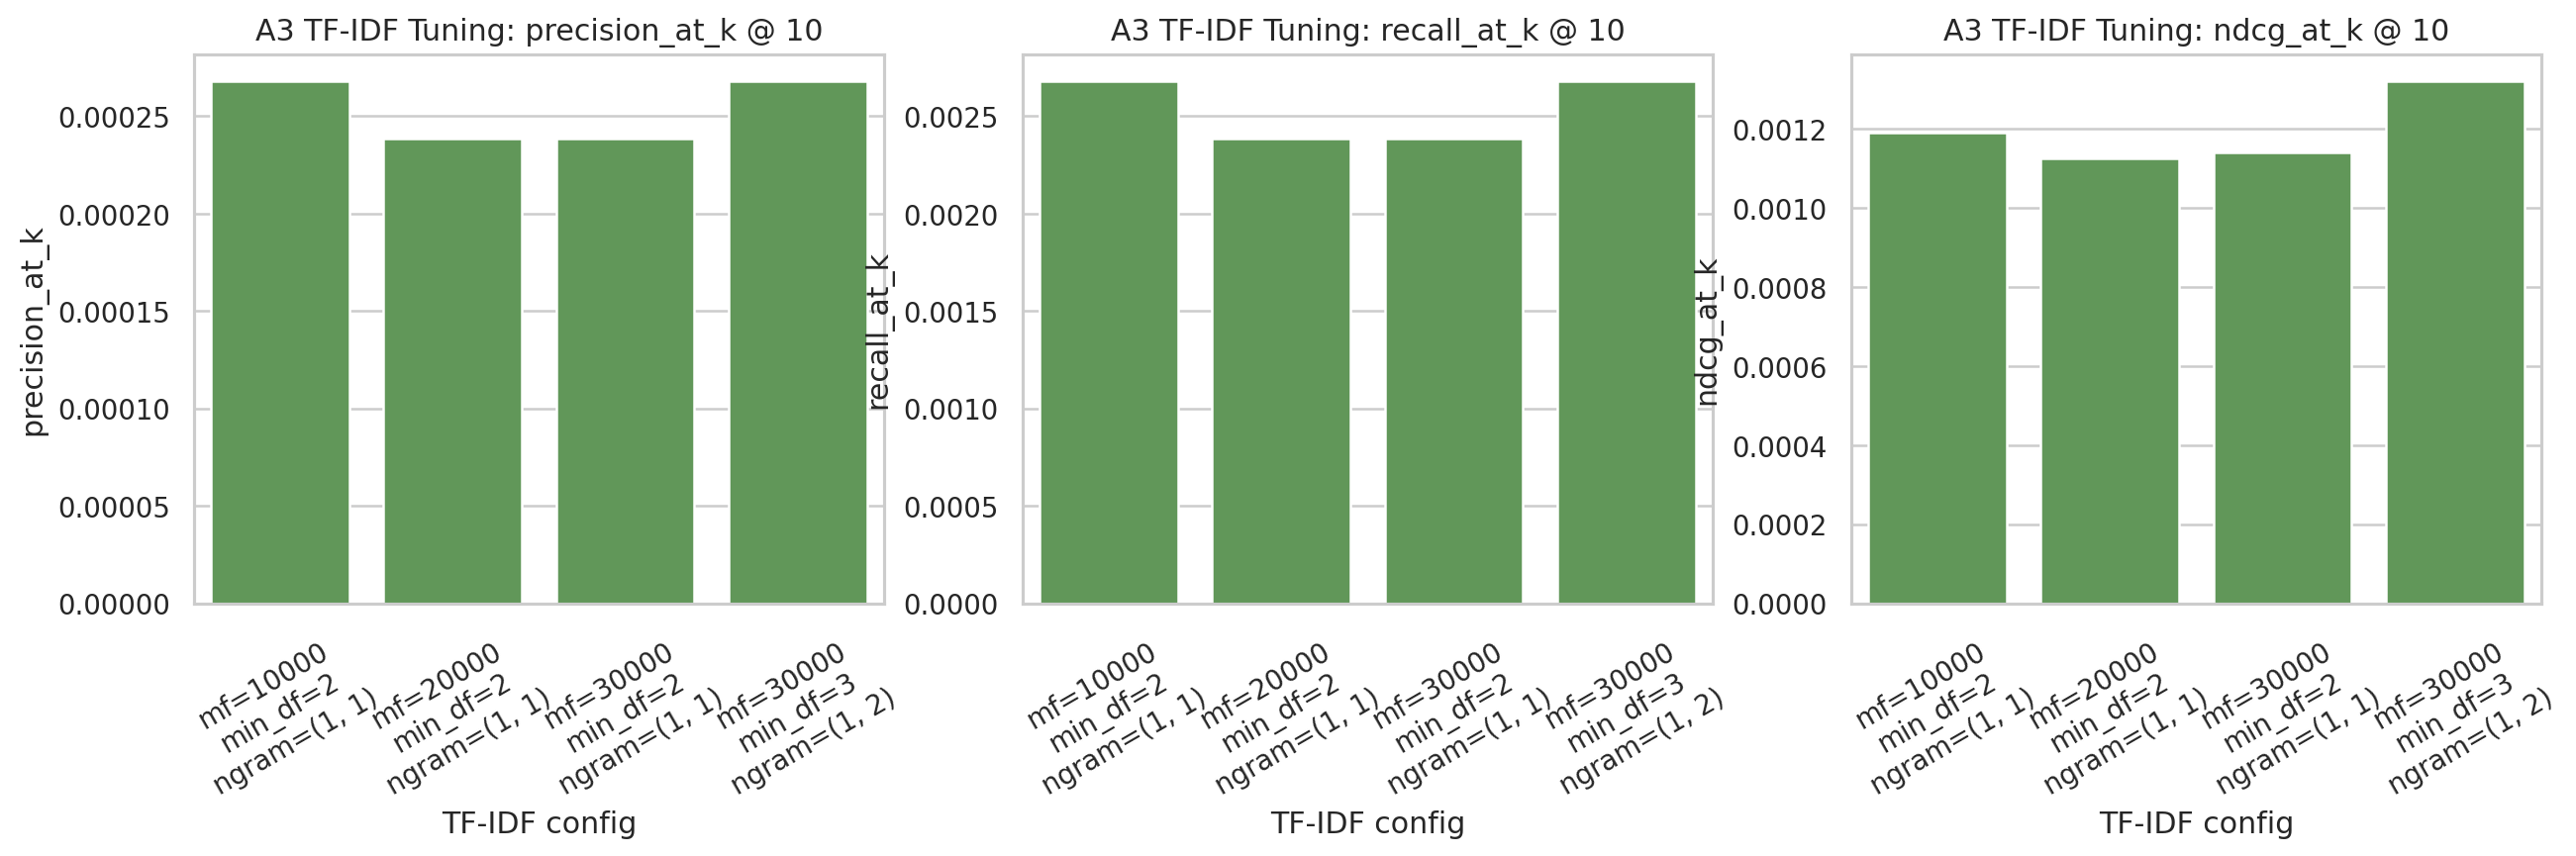 A3 TF-IDF Tuning: precision_at_k @ 10
precision_at_k
0.00025
0.00020
0.00015
0.00010
0.00005
0.00000
mf=10000
min_df=2
ngram=(1, 1)
mf=20000
min_df=2
ngram=(1, 1)
mf=30000
min_df=2
ngram=(1, 1)
mf=30000
min_df=3
ngram=(1, 2)
TF-IDF config
A3 TF-IDF Tuning: recall_at_k @ 10
recall_at_k
0.0025
0.0020
0.0015
0.0010
0.0005
0.0000
mf=10000
min_df=2
ngram=(1, 1)
mf=20000
min_df=2
ngram=(1, 1)
mf=30000
min_df=2
ngram=(1, 1)
mf=30000
min_df=3
ngram=(1, 2)
TF-IDF config
A3 TF-IDF Tuning: ndcg_at_k @ 10
ndcg_at_k
0.0012
0.0010
0.0008
0.0006
0.0004
0.0002
0.0000
mf=10000
min_df=2
ngram=(1, 1)
mf=20000
min_df=2
ngram=(1, 1)
mf=30000
min_df=2
ngram=(1, 1)
mf=30000
min_df=3
ngram=(1, 2)
TF-IDF config